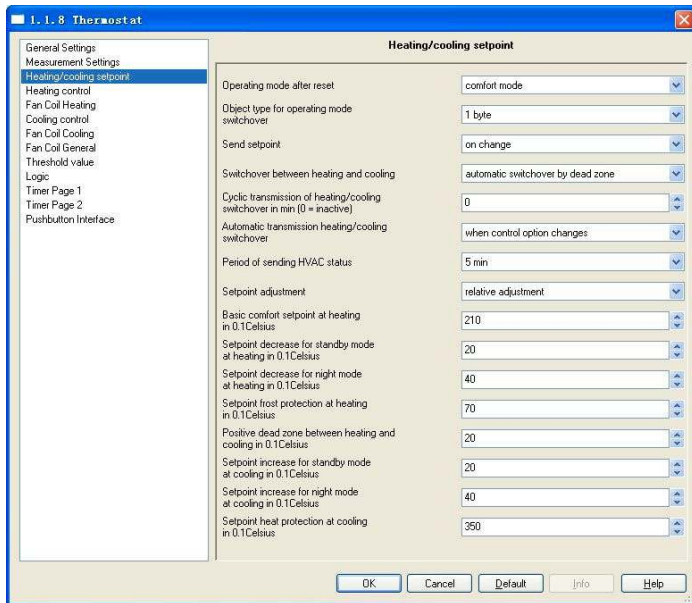 1.1.8 Thermostat
General Settings
Measurement Settings
Heating/cooling setpoint
Heating control
Fan Coil Heating
Cooling control
Fan Coil Cooling
Fan Coil General
Threshold value
Logic
Timer Page 1
Timer Page 2
Pushbutton Interface
Heating/cooling setpoint
Operating mode after reset
comfort mode
Object type for operating mode
switchover
1 byte
Send setpoint
on change
Switchover between heating and cooling
automatic switchover by dead zone
Cyclic transmission of heating/cooling
switchover in min (0 = inactive)
0
Automatic transmission heating/cooling
switchover
when control option changes
Period of sending HVAC status
5 min
Setpoint adjustment
relative adjustment
Basic comfort setpoint at heating
in 0.1Celsius
210
Setpoint decrease for standby mode
at heating in 0.1Celsius
20
Setpoint decrease for night mode
at heating in 0.1Celsius
40
Setpoint frost protection at heating
in 0.1Celsius
70
Positive dead zone between heating and
cooling in 0.1Celsius
20
Setpoint increase for standby mode
at cooling in 0.1Celsius
20
Setpoint increase for night mode
at cooling in 0.1Celsius
40
Setpoint heat protection at cooling
in 0.1Celsius
350
OK
Cancel
Default
Info
Help